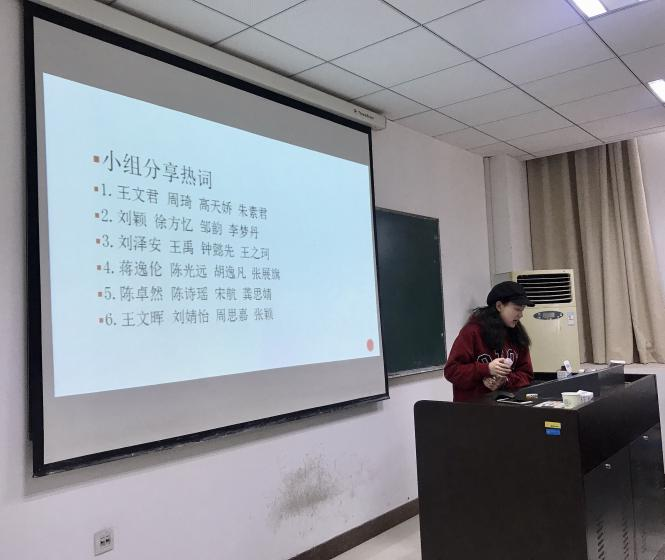 小组分享热词
1.王文君 周琦 高天娇 朱素君
2.刘颖 徐方忆 邹韵 李梦丹
3.刘泽安 王禹 钟懿先 王之珂
4.蒋逸伦 陈光远 胡逸凡 张展旗
5.陈卓然 陈诗瑶 宋航 龚思婧
6.王文晖 刘婧怡 周思嘉 张颖